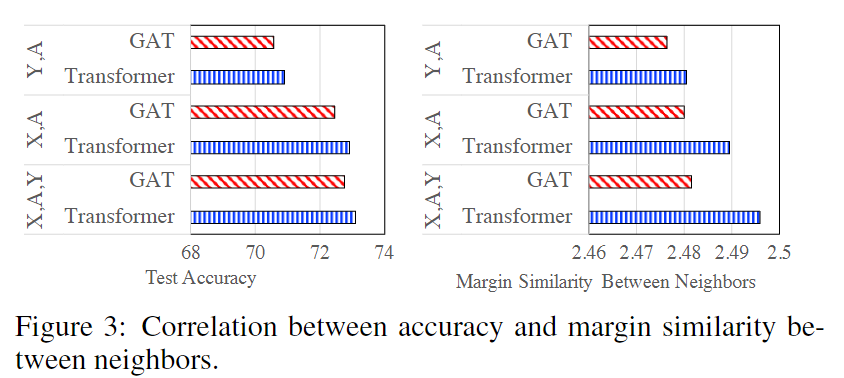 Y,A
GAT
Transformer
X,A
GAT
Transformer
X,A,Y
GAT
Transformer
68 70 72 74
Test Accuracy
Y,A
GAT
Transformer
X,A
GAT
Transformer
X,A,Y
GAT
Transformer
2.46 2.47 2.48 2.49 2.5
Margin Similarity Between Neighbors
Figure 3: Correlation between accuracy and margin similarity be-
tween neighbors.